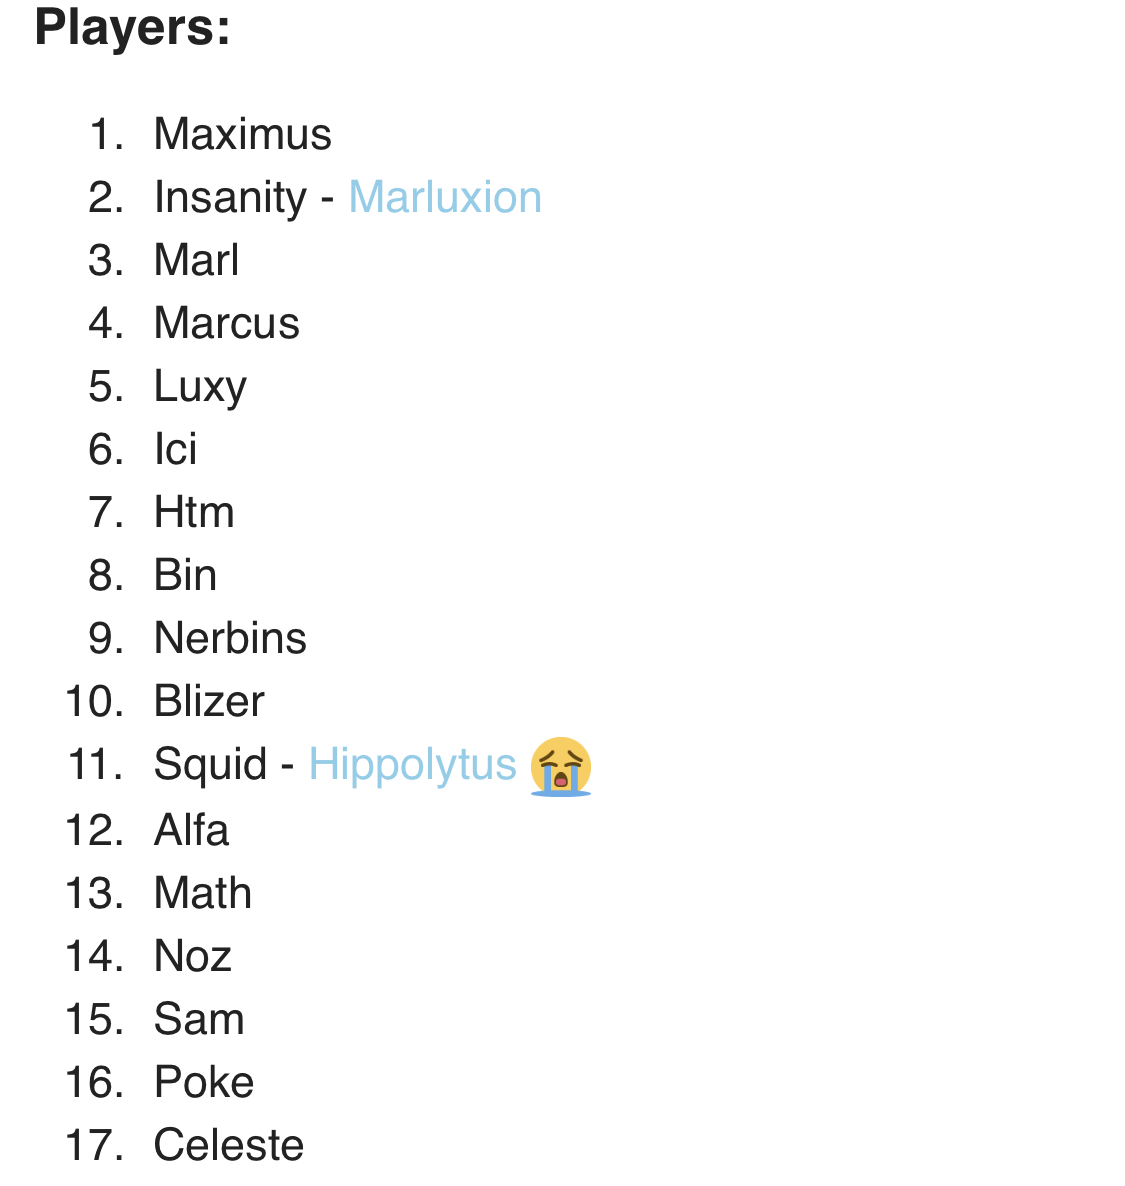 Players:
1. Maximus
2. Insanity - Marluxion
3. Marl
4. Marcus
5. Luxy
6. Ici
7. Htm
8. Bin
9. Nerbins
10. Blizer
11. Squid - Hippolytus 😭
12. Alfa
13. Math
14. Noz
15. Sam
16. Poke
17. Celeste